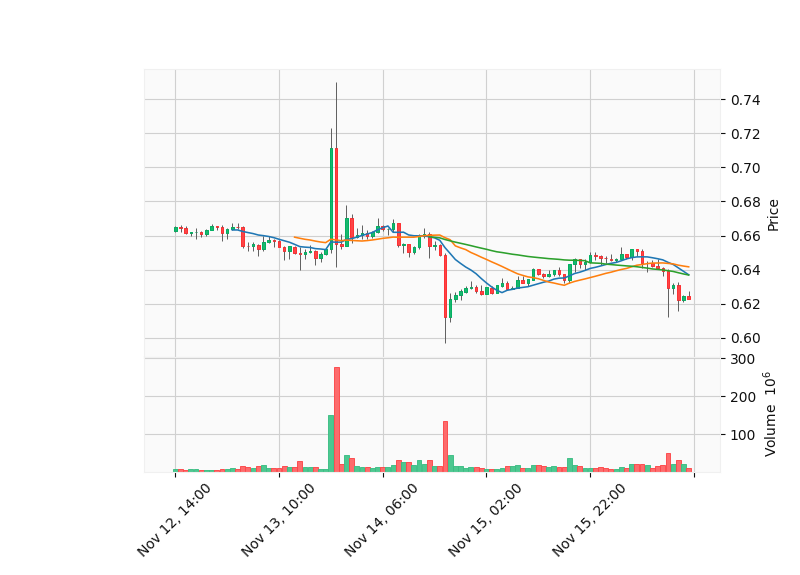 0.74
0.72
0.70
0.68
0.66
0.64
0.62
0.60
Price
300
200
100
Volume 10⁶
Nov 12, 14:00
Nov 13, 10:00
Nov 14, 06:00
Nov 15, 02:00
Nov 15, 22:00